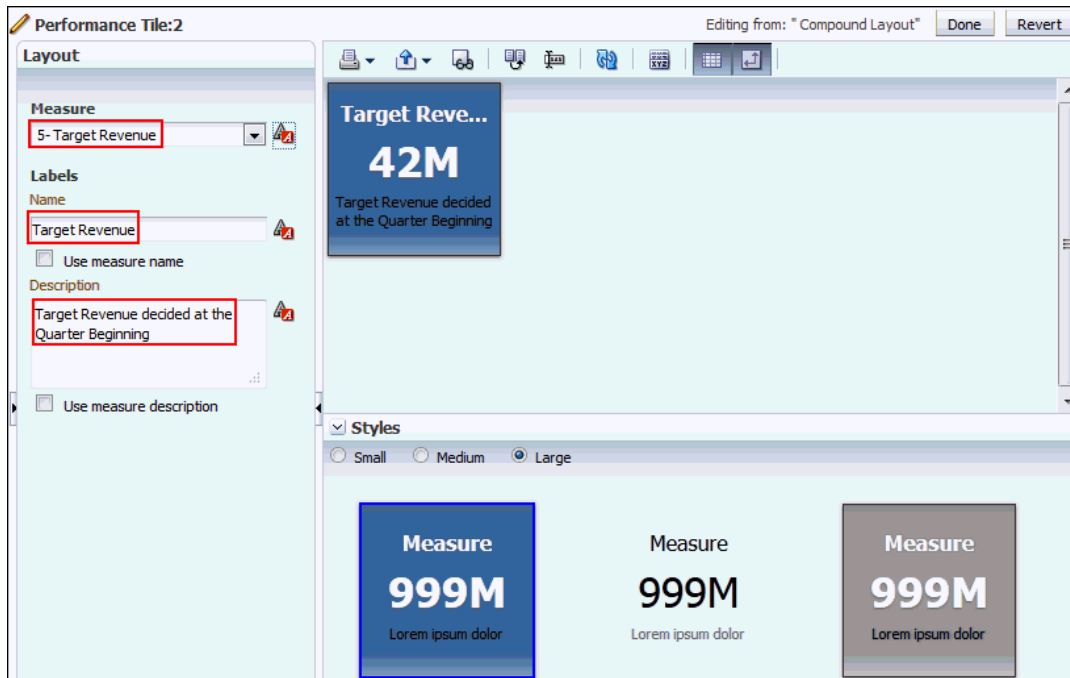 Performance Tile:2
Editing from: "Compound Layout"
Done
Revert
Layout
Measure
5- Target Revenue
Labels
Name
Target Revenue
Use measure name
Description
Target Revenue decided at the
Quarter Beginning
Use measure description
XYZ
Target Reve...
42M
Target Revenue decided
at the Quarter Beginning
Styles
Small
Medium
Large
Measure
999M
Lorem ipsum dolor
Measure
999M
Lorem ipsum dolor
Measure
999M
Lorem ipsum dolor